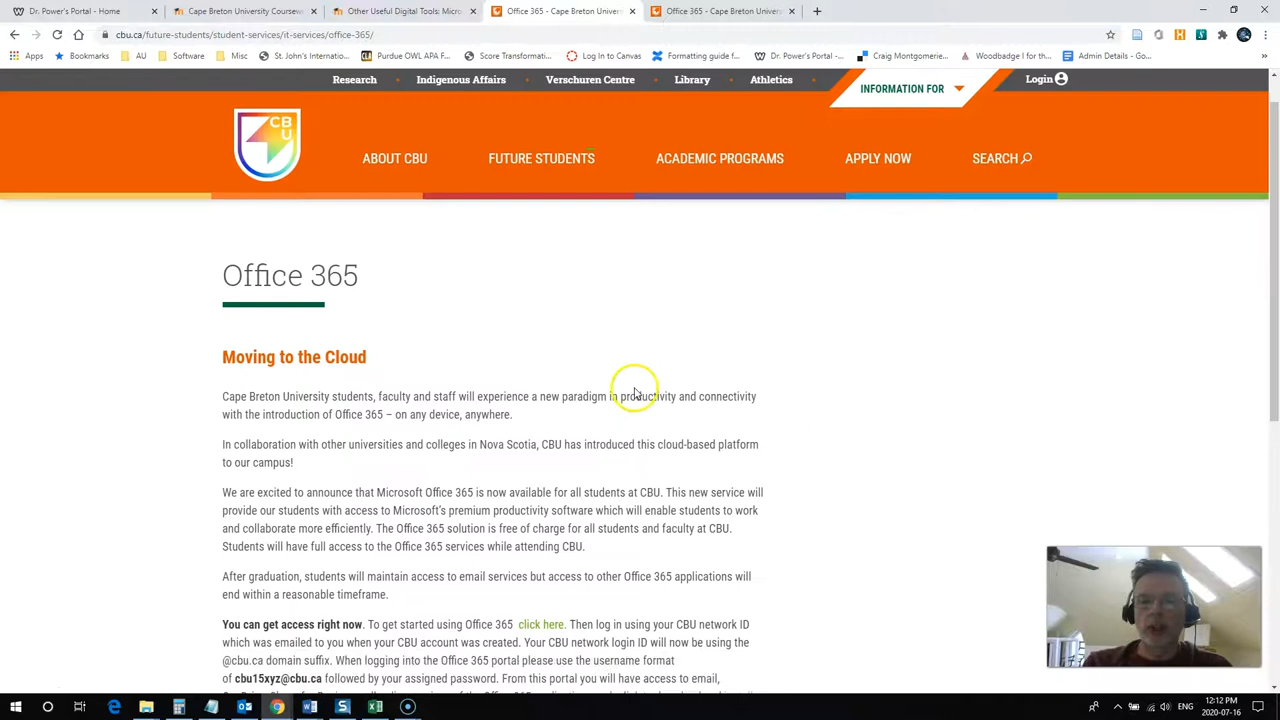 Dr. Power's Portal - Home
Cape Breton University Coursew
Other Useful Digital Tools: Micro
Office 365 - Cape Breton Universi
Office 365 - Cape Breton Univer
cbu.ca/future-students/student-services/it-services/office-365/
Apps
Bookmarks
AU
Software
Misc
St. John's Internatio...
Purdue OWL APA F...
Score Transformati...
Log In to Canvas
Formatting guide f...
Dr. Power's Portal -...
Craig Montgomerie...
Woodbadge I for t...
Admin Details - Go...
Research
Indigenous Affairs
Verschuren Centre
Library
Athletics
INFORMATION FOR
Login
CB
U
ABOUT CBU
FUTURE STUDENTS
ACADEMIC PROGRAMS
APPLY NOW
SEARCH
Office 365
Moving to the Cloud
Cape Breton University students, faculty and staff will experience a new paradigm in productivity and connectivity
with the introduction of Office 365 – on any device, anywhere.
In collaboration with other universities and colleges in Nova Scotia, CBU has introduced this cloud-based platform
to our campus!
We are excited to announce that Microsoft Office 365 is now available for all students at CBU. This new service will
provide our students with access to Microsoft's premium productivity software which will enable students to work
and collaborate more efficiently. The Office 365 solution is free of charge for all students and faculty at CBU.
Students will have full access to the Office 365 services while attending CBU.
After graduation, students will maintain access to email services but access to other Office 365 applications will
end within a reasonable timeframe.
You can get access right now. To get started using Office 365 click here. Then log in using your CBU network ID
which was emailed to you when your CBU account was created. Your CBU network login ID will now be using the
@cbu.ca domain suffix. When logging into the Office 365 portal please use the username format
of cbu15xyz@cbu.ca followed by your assigned password. From this portal you will have access to email,
12:12 PM
2020-07-16